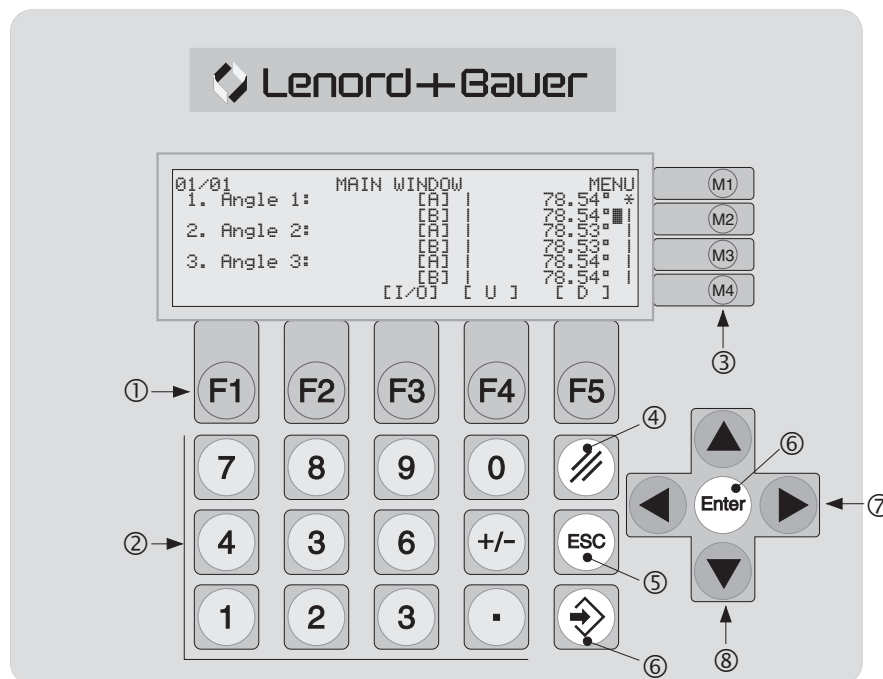 Lenord+Bauer
01/01 MAIN WINDOW MENU
1. Angle 1: [A] | 78.54° *
[B] | 78.54° |
2. Angle 2: [A] | 78.53° |
[B] | 78.53° |
3. Angle 3: [A] | 78.54° |
[B] | 78.54° |
[I/O] [ U ] [ D ]
M1
M2
M3
M4
③
① F1 F2 F3 F4 F5
④
7 8 9 0
⑥
Enter
⑦
② 4 3 6 +/- ESC
⑤
1 2 3 .
⑥
⑧